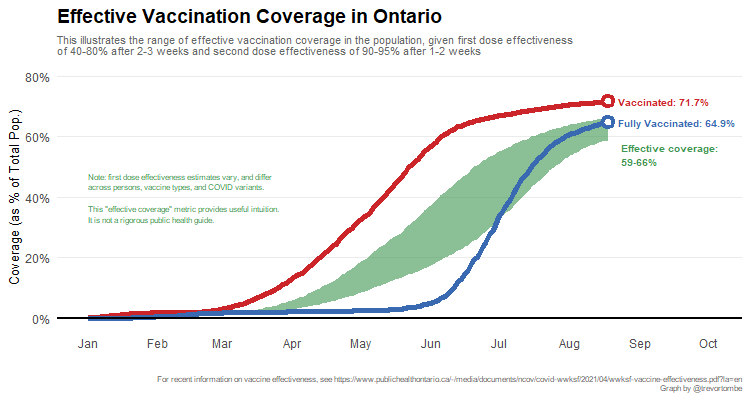 Effective Vaccination Coverage in Ontario
This illustrates the range of effective vaccination coverage in the population, given first dose effectiveness
of 40-80% after 2-3 weeks and second dose effectiveness of 90-95% after 1-2 weeks
Coverage (as % of Total Pop.)
80%
60%
40%
20%
0%
Vaccinated: 71.7%
Fully Vaccinated: 64.9%
Effective coverage:
59-66%
Note: first dose effectiveness estimates vary, and differ
across persons, vaccine types, and COVID variants.
This "effective coverage" metric provides useful intuition.
It is not a rigorous public health guide.
Jan Feb Mar Apr May Jun Jul Aug Sep Oct
For recent information on vaccine effectiveness, see https://www.publichealthontario.ca/-/media/documents/ncov/covid-wwksf/2021/04/wwksf-vaccine-effectiveness.pdf?la=en
Graph by @trevortombe